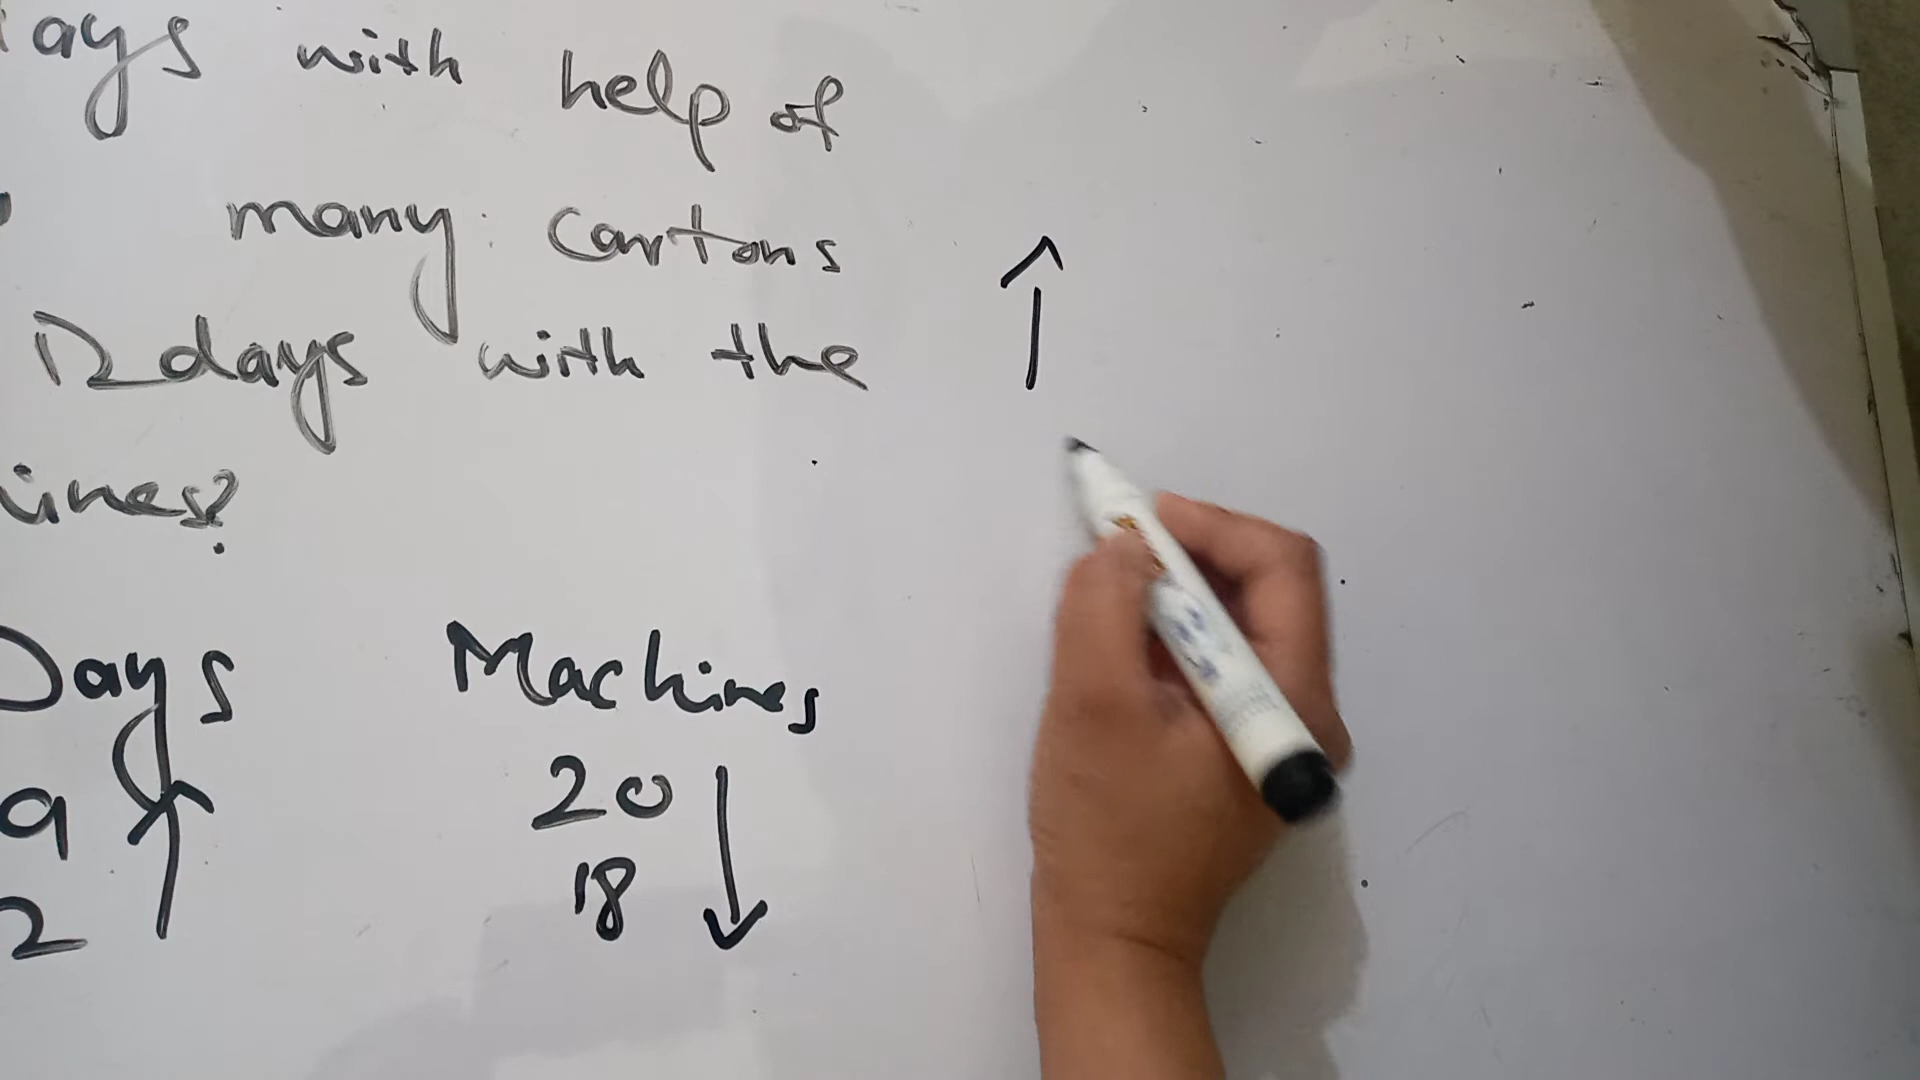 ays with help of
many cartons
12 days with the
ines?
Days Machines
9 20
2 18